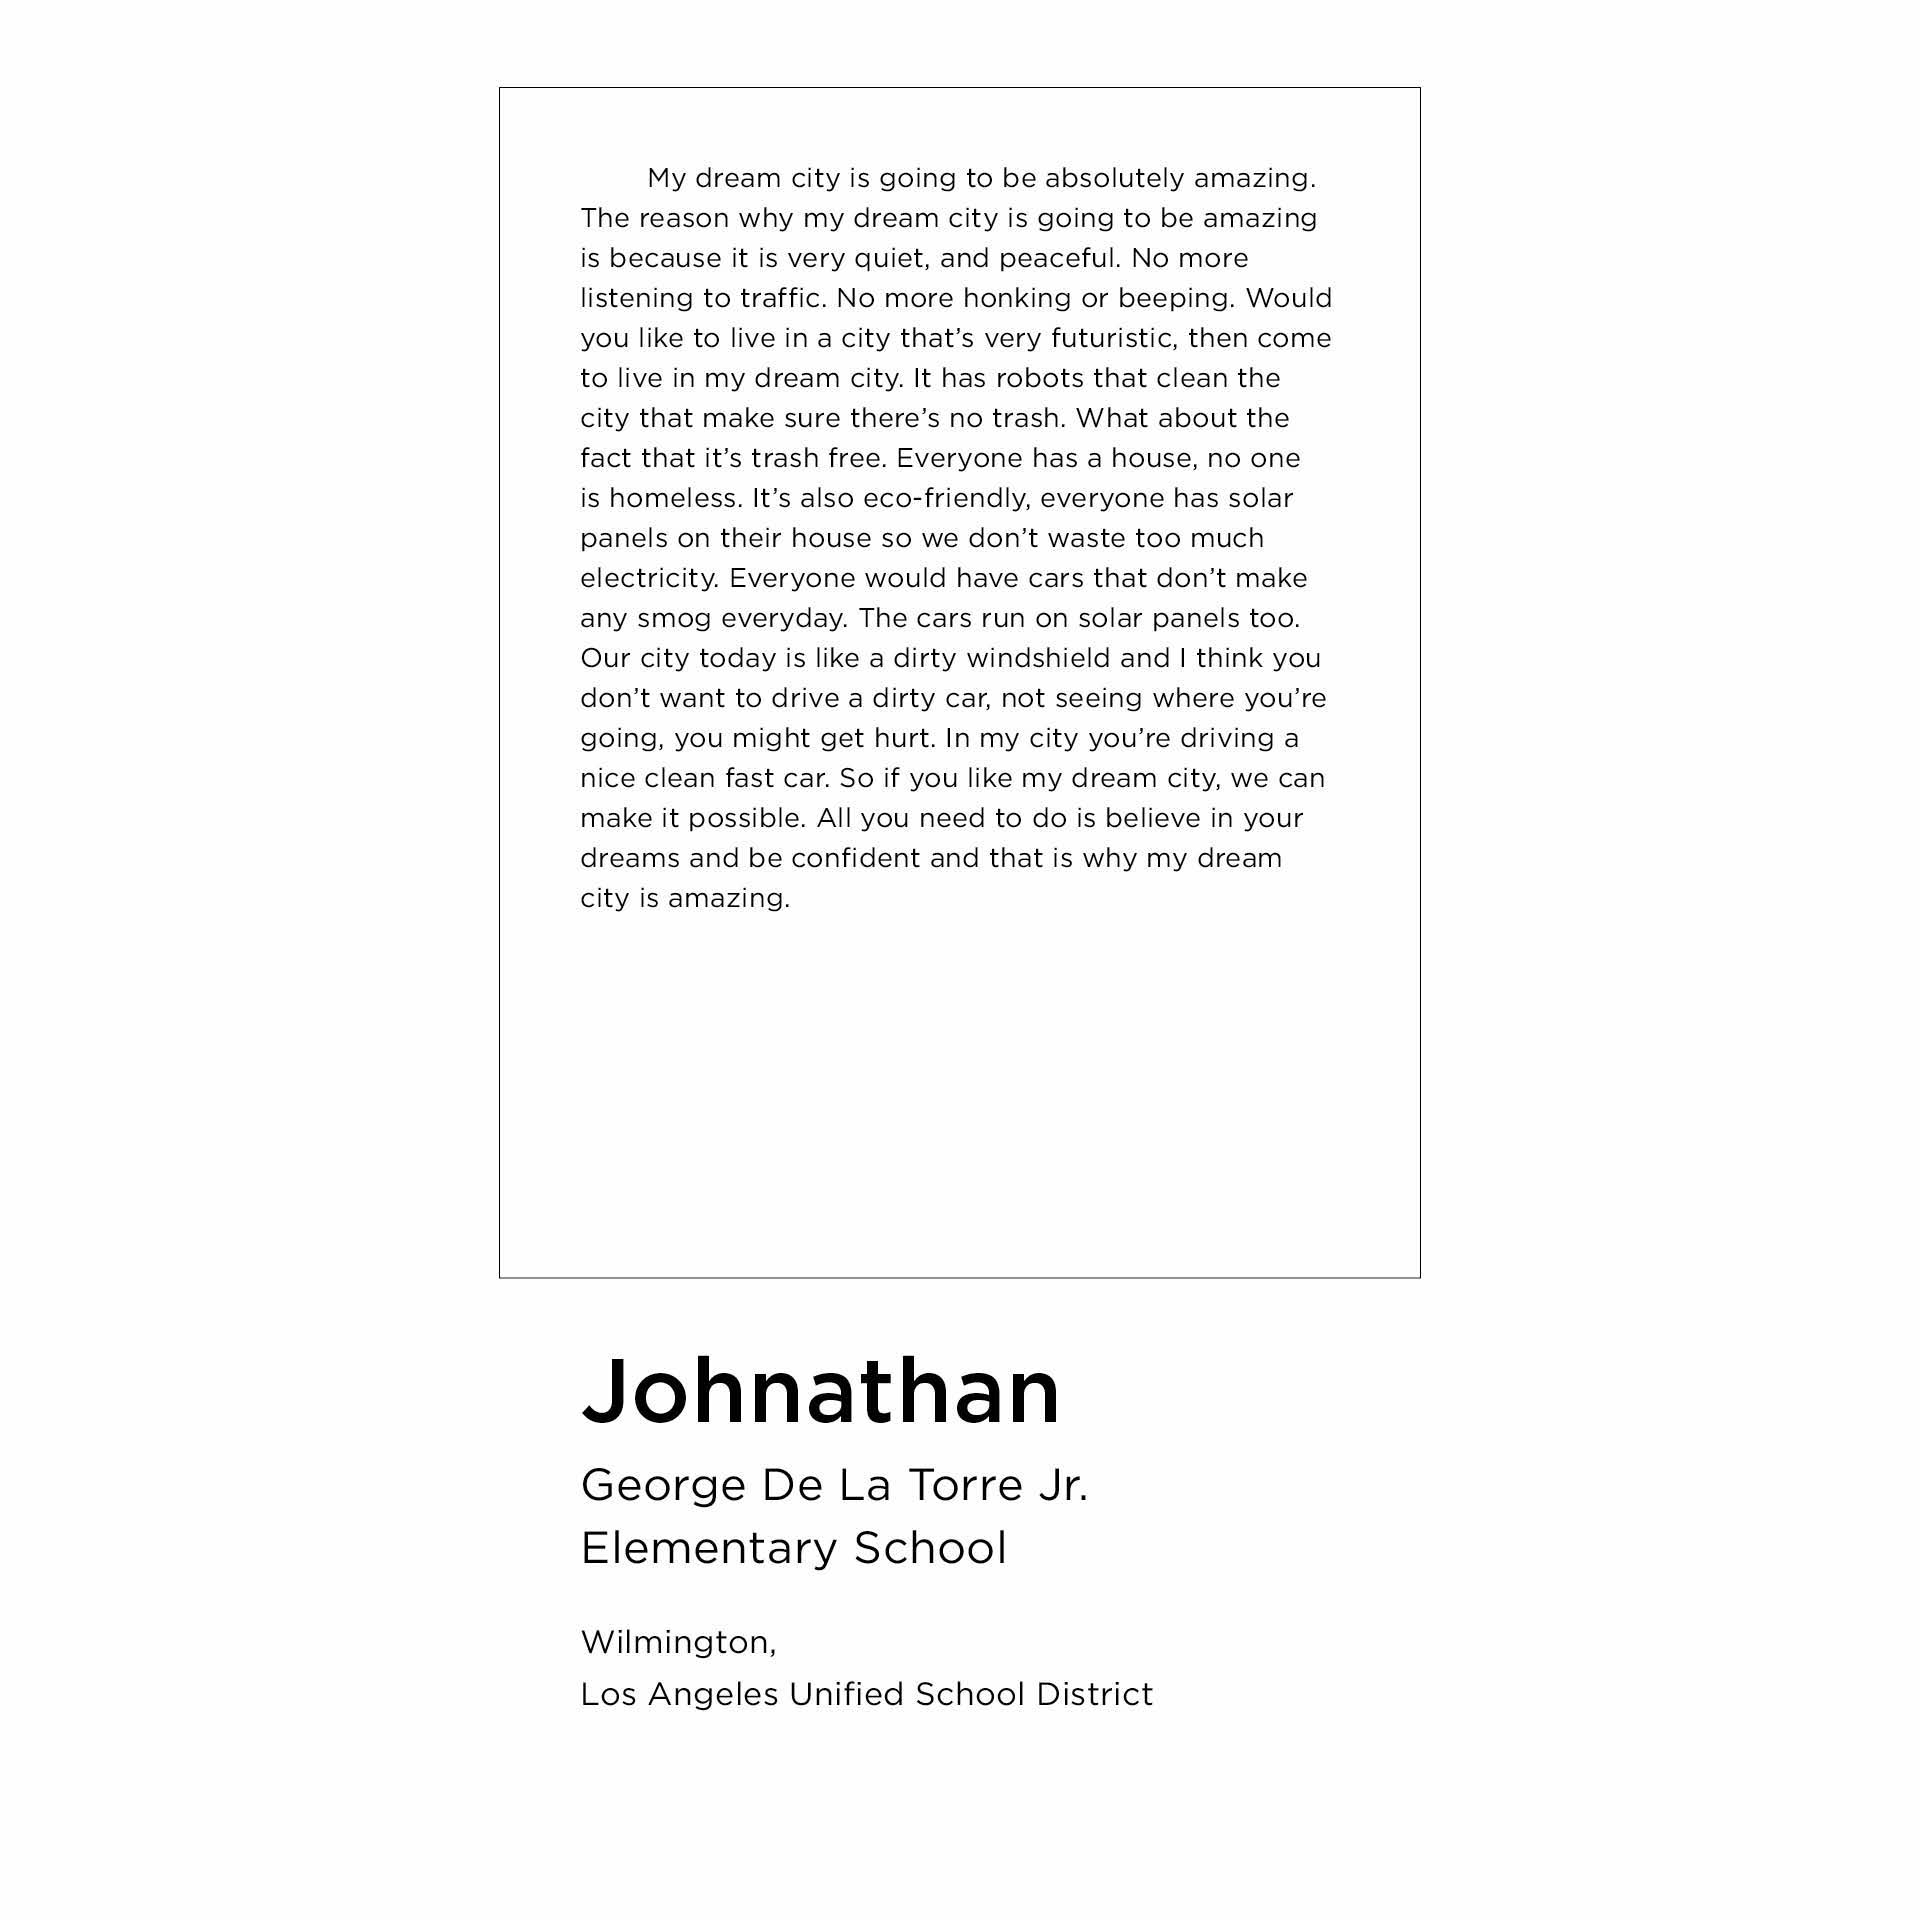 My dream city is going to be absolutely amazing.
The reason why my dream city is going to be amazing
is because it is very quiet, and peaceful. No more
listening to traffic. No more honking or beeping. Would
you like to live in a city that’s very futuristic, then come
to live in my dream city. It has robots that clean the
city that make sure there’s no trash. What about the
fact that it’s trash free. Everyone has a house, no one
is homeless. It’s also eco-friendly, everyone has solar
panels on their house so we don’t waste too much
electricity. Everyone would have cars that don’t make
any smog everyday. The cars run on solar panels too.
Our city today is like a dirty windshield and I think you
don’t want to drive a dirty car, not seeing where you’re
going, you might get hurt. In my city you’re driving a
nice clean fast car. So if you like my dream city, we can
make it possible. All you need to do is believe in your
dreams and be confident and that is why my dream
city is amazing.
Johnathan
George De La Torre Jr.
Elementary School
Wilmington,
Los Angeles Unified School District